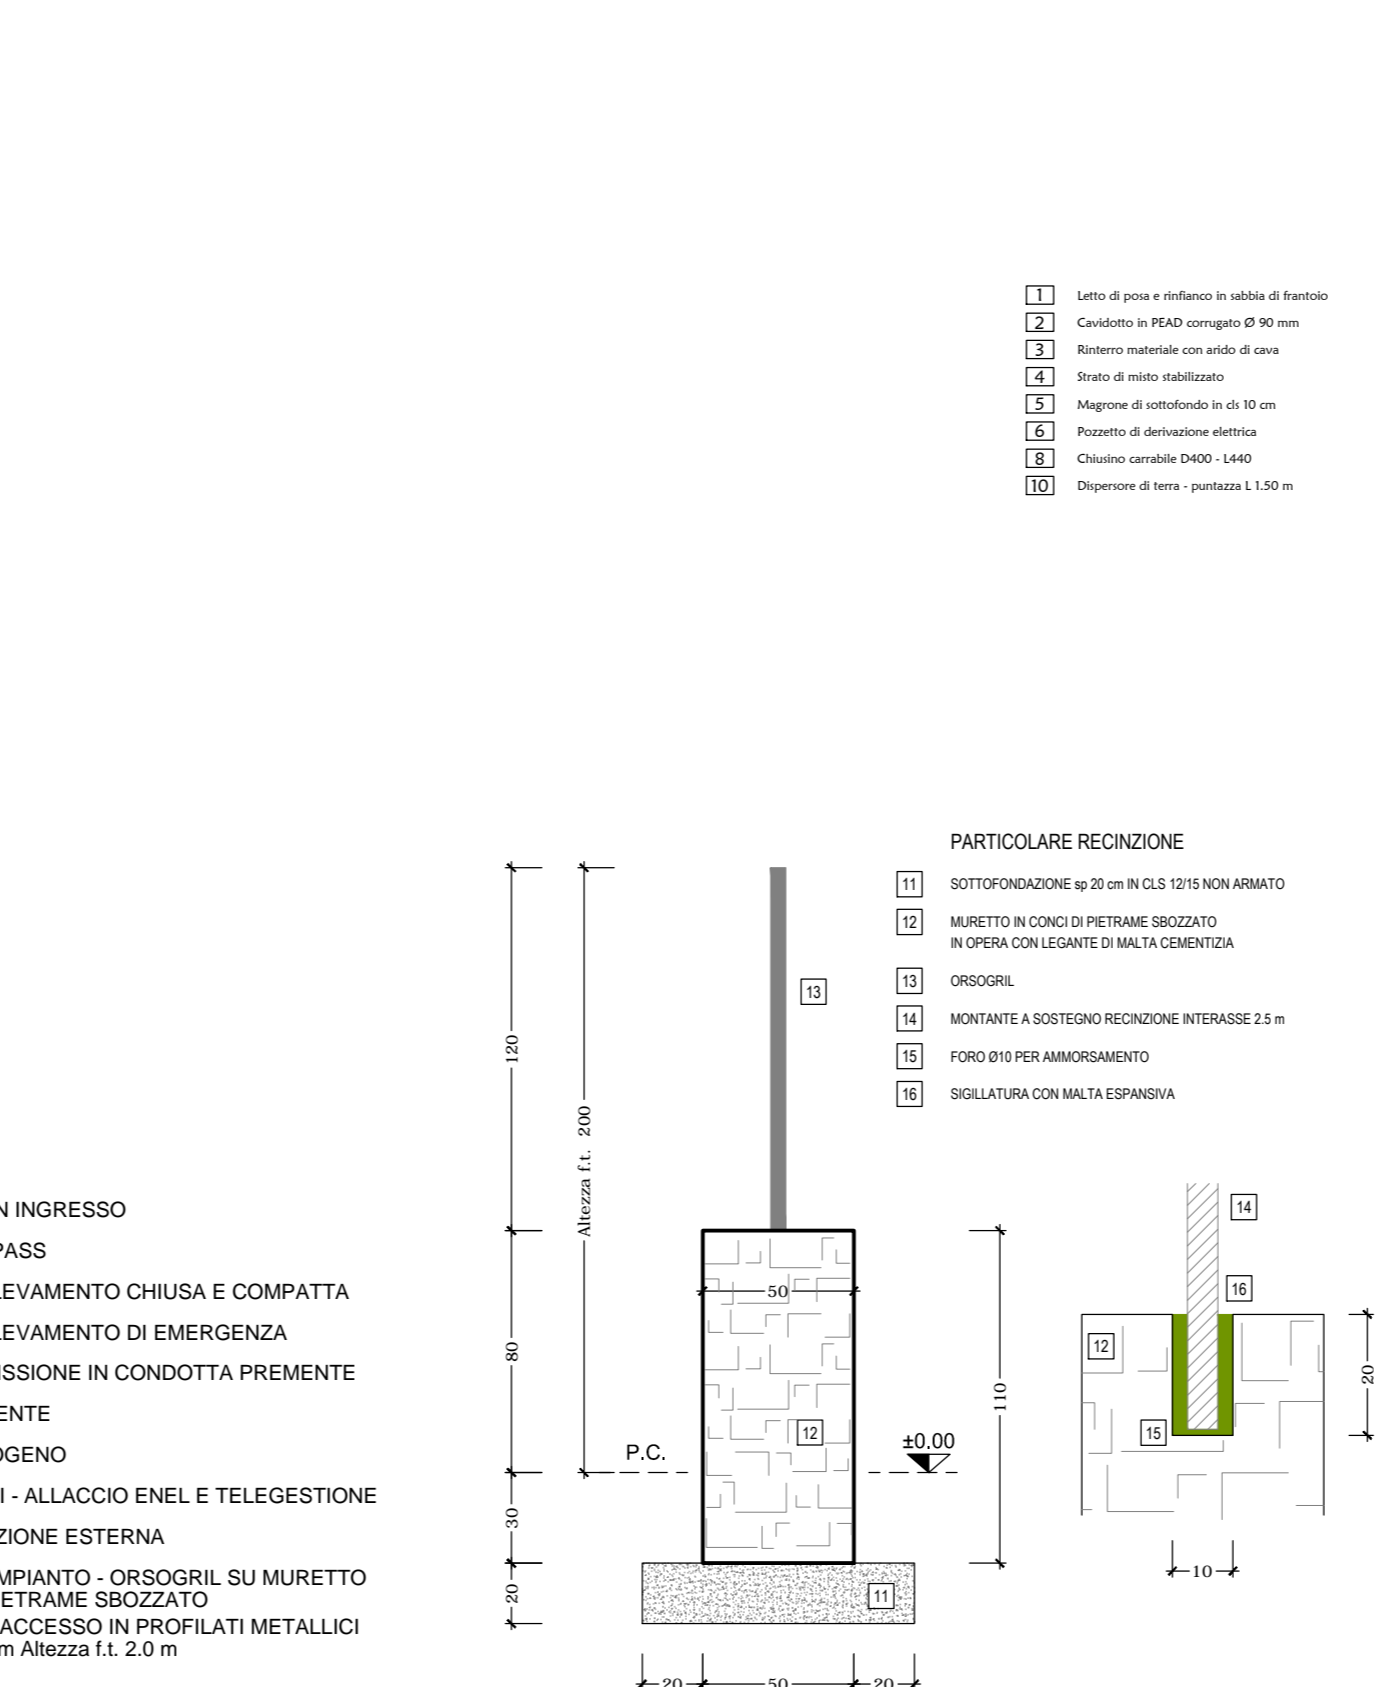 1 Letto di posa e rinfianco in sabbia di frantoio
2 Cavidotto in PEAD corrugato Ø 90 mm
3 Rinterro materiale con arido di cava
4 Strato di misto stabilizzato
5 Magrone di sottofondo in cls 10 cm
6 Pozzetto di derivazione elettrica
8 Chiusino carrabile D400 - L440
10 Dispersore di terra - puntazza L 1.50 m
PARTICOLARE RECINZIONE
11 SOTTOFONDAZIONE sp 20 cm IN CLS 12/15 NON ARMATO
12 MURETTO IN CONCI DI PIETRAME SBOZZATO
IN OPERA CON LEGANTE DI MALTA CEMENTIZIA
13 ORSOGRIL
14 MONTANTE A SOSTEGNO RECINZIONE INTERASSE 2.5 m
15 FORO Ø10 PER AMMORSAMENTO
16 SIGILLATURA CON MALTA ESPANSIVA
120
80
30
20
Altezza f.t. 200
13
50
12
P.C.
±0.00
110
11
20 50 20
14
16
12
15
20
10
N INGRESSO
PASS
LEVAMENTO CHIUSA E COMPATTA
LEVAMENTO DI EMERGENZA
ISSIONE IN CONDOTTA PREMENTE
ENTE
OGENO
I - ALLACCIO ENEL E TELEGESTIONE
ZIONE ESTERNA
MPIANTO - ORSOGRIL SU MURETTO
IETRAME SBOZZATO
ACCESSO IN PROFILATI METALLICI
m Altezza f.t. 2.0 m